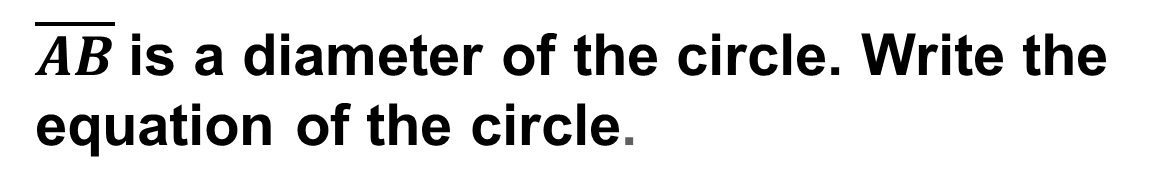 AB is a diameter of the circle. Write the
equation of the circle.